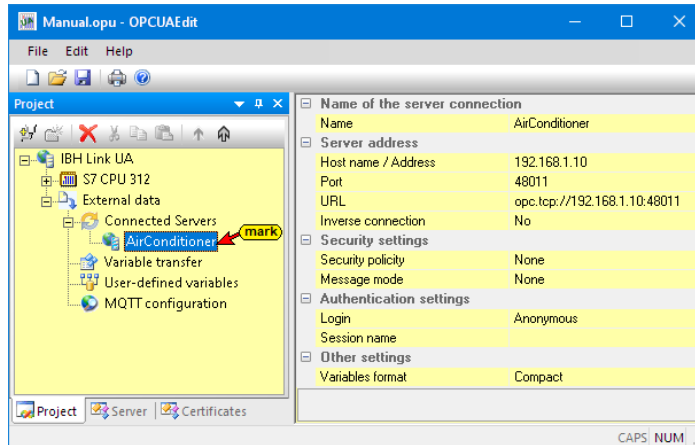 Manual.opu - OPCUAEdit
File Edit Help
Project
IBH Link UA
S7 CPU 312
External data
Connected Servers
AirConditioner
mark
Variable transfer
User-defined variables
MQTT configuration
Project Server Certificates
Name of the server connection
Name AirConditioner
Server address
Host name / Address 192.168.1.10
Port 48011
URL opc.tcp://192.168.1.10:48011
Inverse connection No
Security settings
Security policity None
Message mode None
Authentication settings
Login Anonymous
Session name
Other settings
Variables format Compact
CAPS NUM